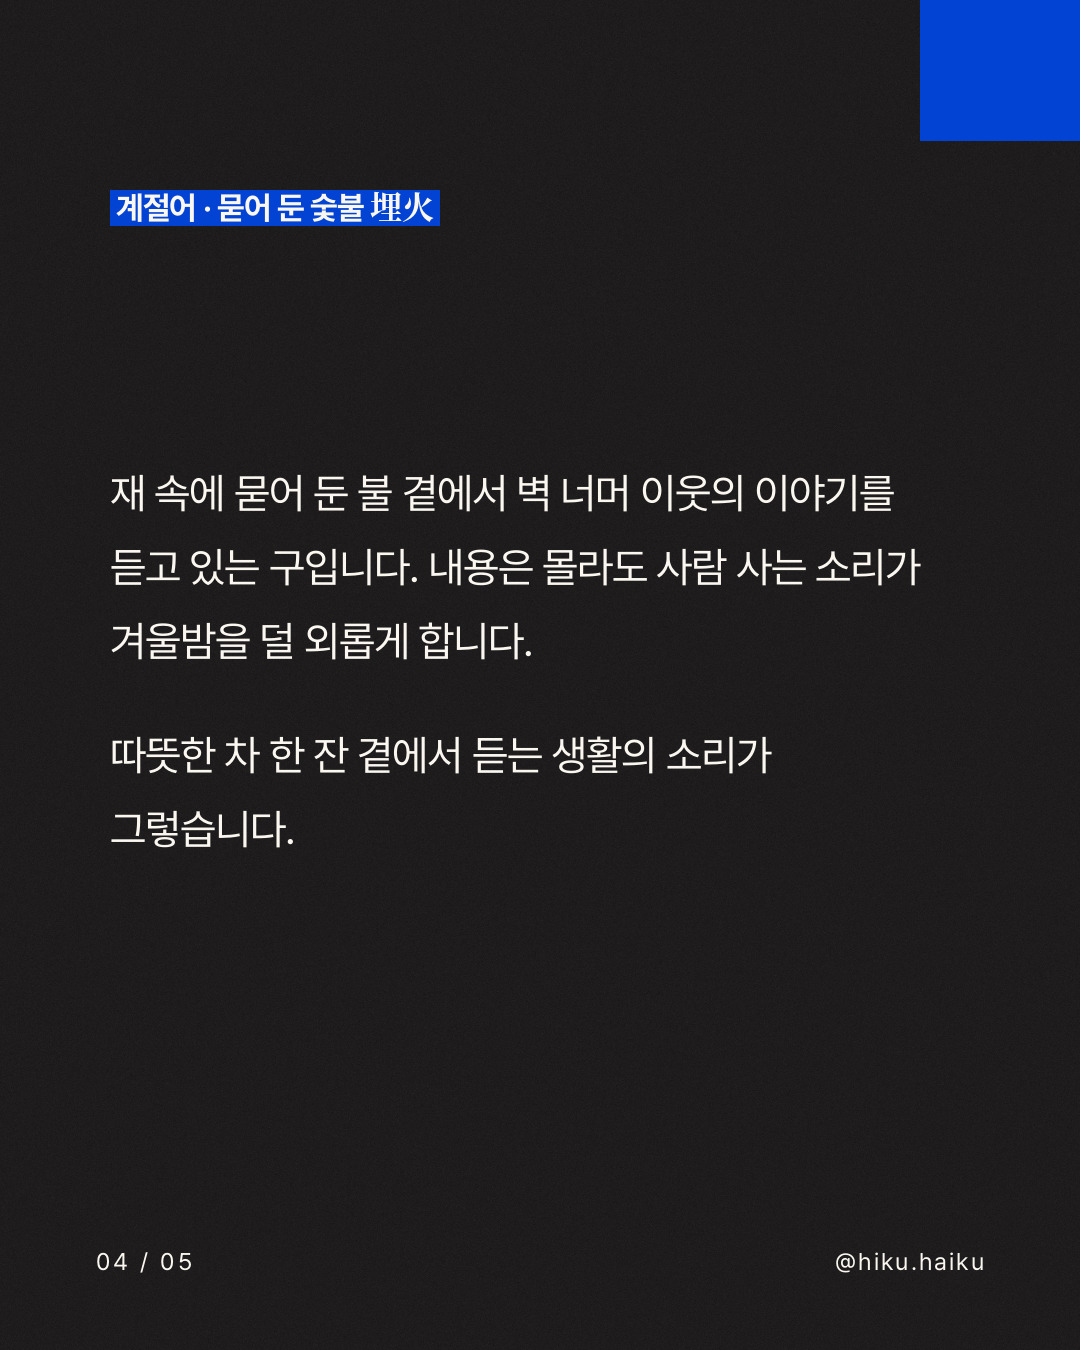 계절어 · 묻어 둔 숯불 埋火
재 속에 묻어 둔 불 곁에서 벽 너머 이웃의 이야기를
듣고 있는 구입니다. 내용은 몰라도 사람 사는 소리가
겨울밤을 덜 외롭게 합니다.
따뜻한 차 한 잔 곁에서 듣는 생활의 소리가
그렇습니다.
04 / 05
@hiku.haiku